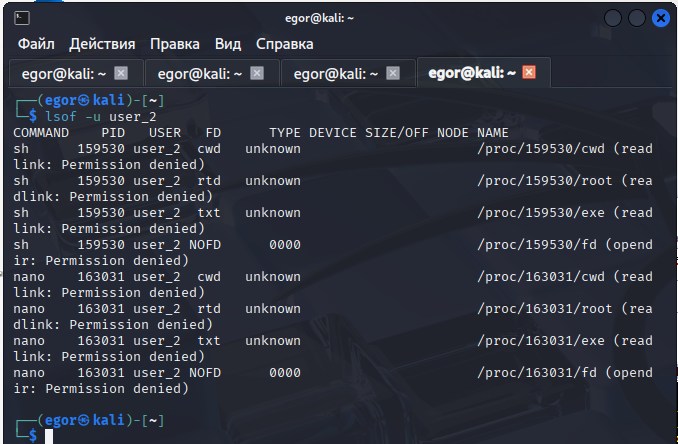 egor@kali: ~
Файл Действия Правка Вид Справка
egor@kali: ~ egor@kali: ~ egor@kali: ~ egor@kali: ~
┌──(egor㉿kali)-[~]
└─$ lsof -u user_2
COMMAND    PID   USER   FD      TYPE DEVICE SIZE/OFF NODE NAME
sh      159530 user_2  cwd   unknown                      /proc/159530/cwd (read
link: Permission denied)
sh      159530 user_2  rtd   unknown                      /proc/159530/root (rea
dlink: Permission denied)
sh      159530 user_2  txt   unknown                      /proc/159530/exe (read
link: Permission denied)
sh      159530 user_2 NOFD      0000                      /proc/159530/fd (opend
ir: Permission denied)
nano    163031 user_2  cwd   unknown                      /proc/163031/cwd (read
link: Permission denied)
nano    163031 user_2  rtd   unknown                      /proc/163031/root (rea
dlink: Permission denied)
nano    163031 user_2  txt   unknown                      /proc/163031/exe (read
link: Permission denied)
nano    163031 user_2 NOFD      0000                      /proc/163031/fd (opend
ir: Permission denied)
┌──(egor㉿kali)-[~]
└─$